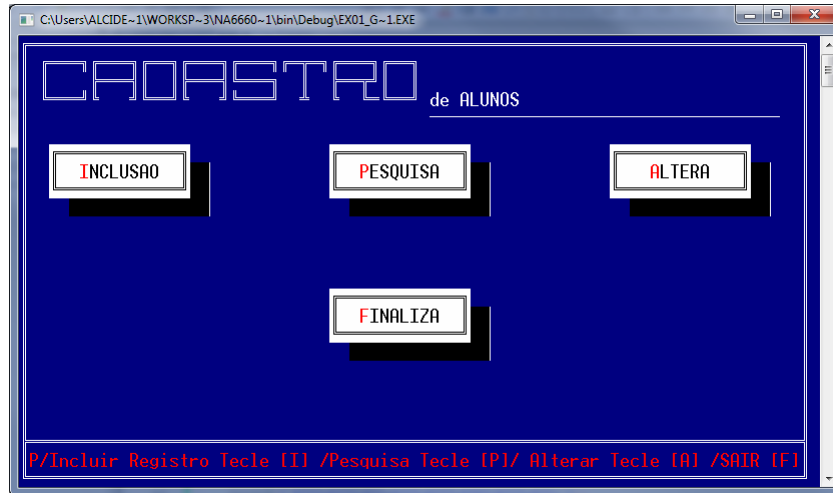 C:\Users\ALCIDE~1\WORKSP~3\NA6660~1\bin\Debug\EX01_G~1.EXE
CADASTRO de ALUNOS
INCLUSAO PESQUISA ALTERA
FINALIZA
P/Incluir Registro Tecle [I] /Pesquisa Tecle [P]/ Alterar Tecle [A] /SAIR [F]